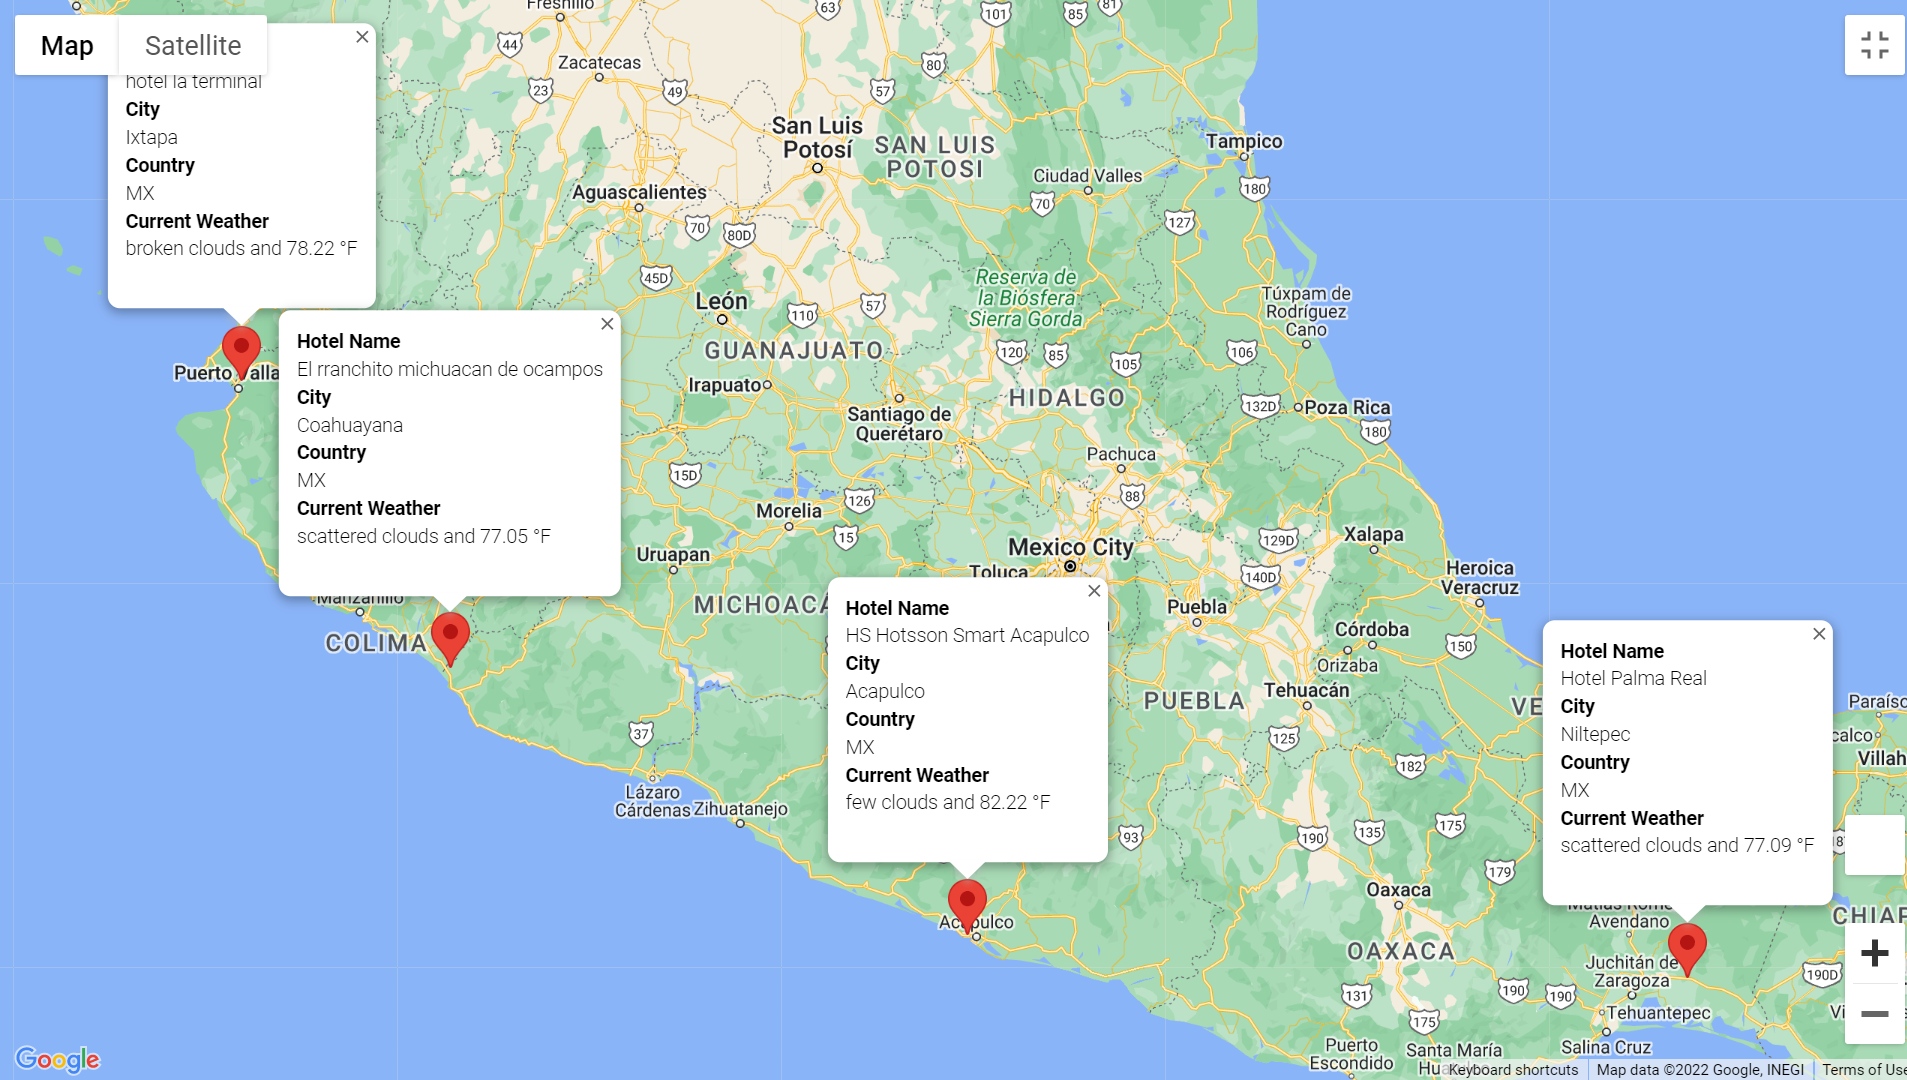 Map
Satellite
hotel la terminal
City
Ixtapa
Country
MX
Current Weather
broken clouds and 78.22 °F
Hotel Name
El rranchito michuacan de ocampos
City
Coahuayana
Country
MX
Current Weather
scattered clouds and 77.05 °F
Hotel Name
HS Hotsson Smart Acapulco
City
Acapulco
Country
MX
Current Weather
few clouds and 82.22 °F
Hotel Name
Hotel Palma Real
City
Niltepec
Country
MX
Current Weather
scattered clouds and 77.09 °F
Fresnillo
63
101
85
81
44
Zacatecas
80
23
49
57
San Luis
Potosí
SAN LUIS
POTOSI
Tampico
Ciudad Valles
180
Aguascalientes
70
127
70
80D
45D
Reserva de
la Biósfera
Sierra Gorda
León
110
57
Túxpam de
Rodríguez
Cano
GUANAJUATO
120
85
105
106
Puerto Valla
Irapuato
HIDALGO
132D
Poza Rica
Santiago de
Querétaro
180
Pachuca
15D
88
126
Morelia
15
129D
Xalapa
Mexico City
Uruapan
Toluca
140D
Heroica
Veracruz
Manzanillo
MICHOACA
Puebla
COLIMA
Córdoba
150
Orizaba
PUEBLA
Tehuacán
VE
Paraíso
37
125
calco
182
Villah
Lázaro
Cárdenas
Zihuatanejo
93
190
135
175
179
Oaxaca
Acapulco
Matías Rome
Avendano
CHIAP
OAXACA
Juchitán de
Zaragoza
190D
131
190
190
175
Tehuantepec
Vi
Puerto
Escondido
Santa María
Hu
Salina Cruz
Google
Keyboard shortcuts
Map data ©2022 Google, INEGI
Terms of Use